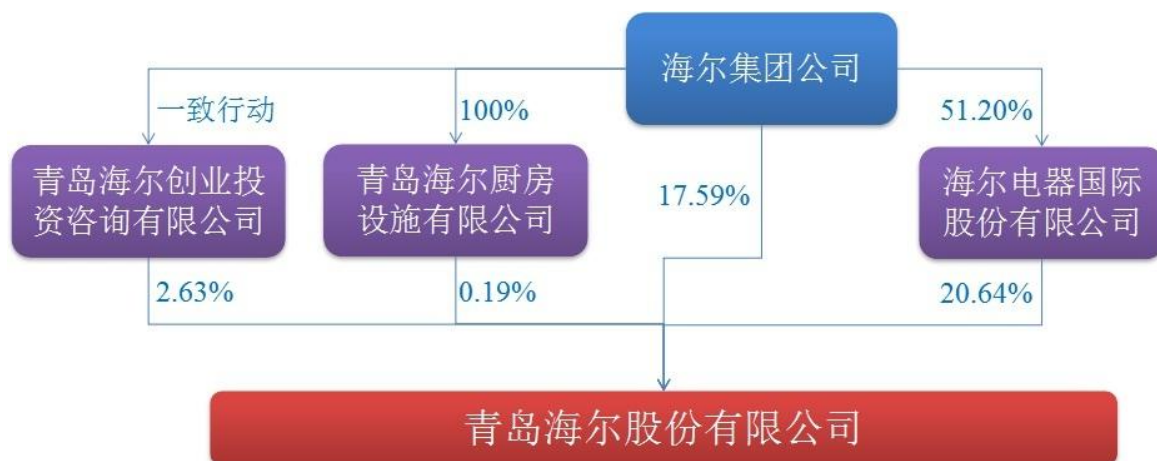 海尔集团公司
一致行动
100%
51.20%
青岛海尔创业投
资咨询有限公司
青岛海尔厨房
设施有限公司
17.59%
海尔电器国际
股份有限公司
2.63%
0.19%
20.64%
青岛海尔股份有限公司